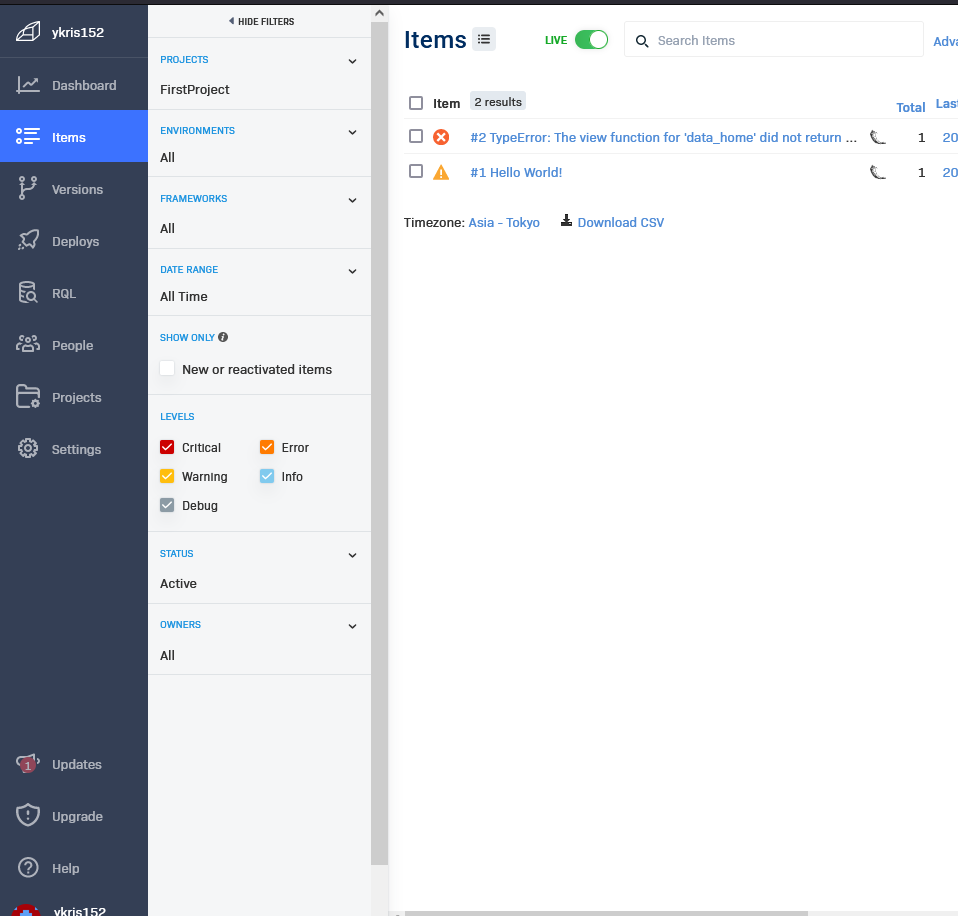 ykris152
Dashboard
Items
Versions
Deploys
RQL
People
Projects
Settings
1
Updates
Upgrade
Help
ykris152
HIDE FILTERS
PROJECTS
FirstProject
ENVIRONMENTS
All
FRAMEWORKS
All
DATE RANGE
All Time
SHOW ONLY
New or reactivated items
LEVELS
Critical
Error
Warning
Info
Debug
STATUS
Active
OWNERS
All
Items
LIVE
Search Items
Adva
Item 2 results Total Last
#2 TypeError: The view function for 'data_home' did not return ... 1 20
#1 Hello World! 1 20
Timezone: Asia - Tokyo Download CSV